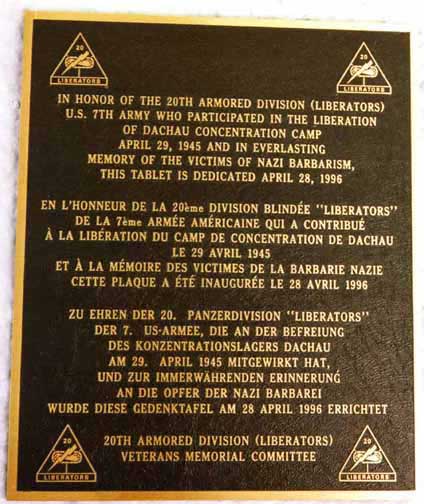 20 20
LIBERATORS LIBERATORS
IN HONOR OF THE 20TH ARMORED DIVISION (LIBERATORS)
U.S. 7TH ARMY WHO PARTICIPATED IN THE LIBERATION
OF DACHAU CONCENTRATION CAMP
APRIL 29, 1945 AND IN EVERLASTING
MEMORY OF THE VICTIMS OF NAZI BARBARISM,
THIS TABLET IS DEDICATED APRIL 28, 1996
EN L'HONNEUR DE LA 20ème DIVISION BLINDÉE "LIBERATORS"
DE LA 7ème ARMÉE AMÉRICAINE QUI A CONTRIBUÉ
À LA LIBÉRATION DU CAMP DE CONCENTRATION DE DACHAU
LE 29 AVRIL 1945
ET À LA MÉMOIRE DES VICTIMES DE LA BARBARIE NAZIE
CETTE PLAQUE A ÉTÉ INAUGURÉE LE 28 AVRIL 1996
ZU EHREN DER 20. PANZERDIVISION "LIBERATORS"
DER 7. US-ARMEE, DIE AN DER BEFREIUNG
DES KONZENTRATIONSLAGERS DACHAU
AM 29. APRIL 1945 MITGEWIRKT HAT,
UND ZUR IMMERWÄHRENDEN ERINNERUNG
AN DIE OPFER DER NAZI BARBAREI
WURDE DIESE GEDENKTAFEL AM 28 APRIL 1996 ERRICHTET
20TH ARMORED DIVISION (LIBERATORS)
VETERANS MEMORIAL COMMITTEE
20 20
LIBERATORS LIBERATORS